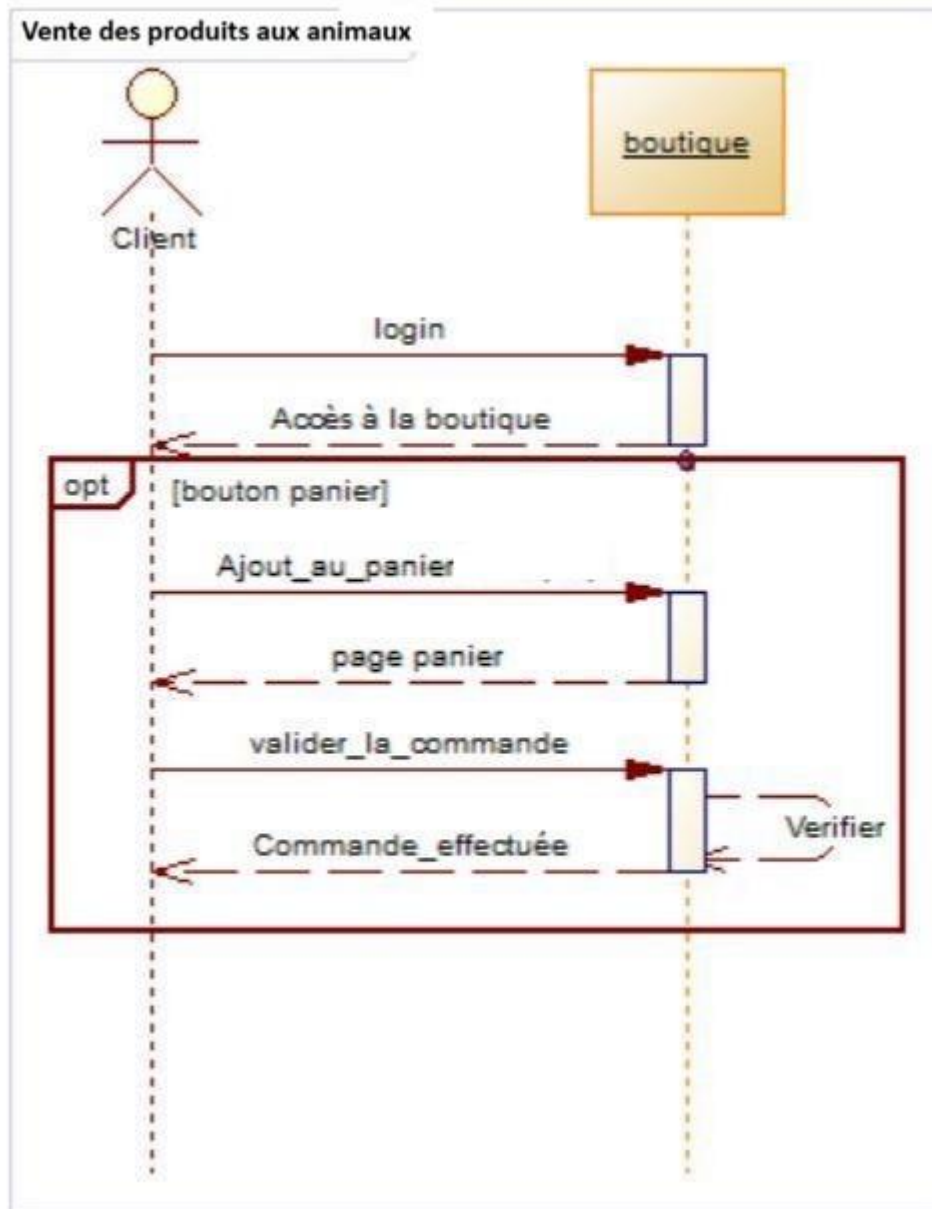 Vente des produits aux animaux
boutique
Client
login
Accès à la boutique
opt
[bouton panier]
Ajout_au_panier
page panier
valider_la_commande
Verifier
Commande_effectuée